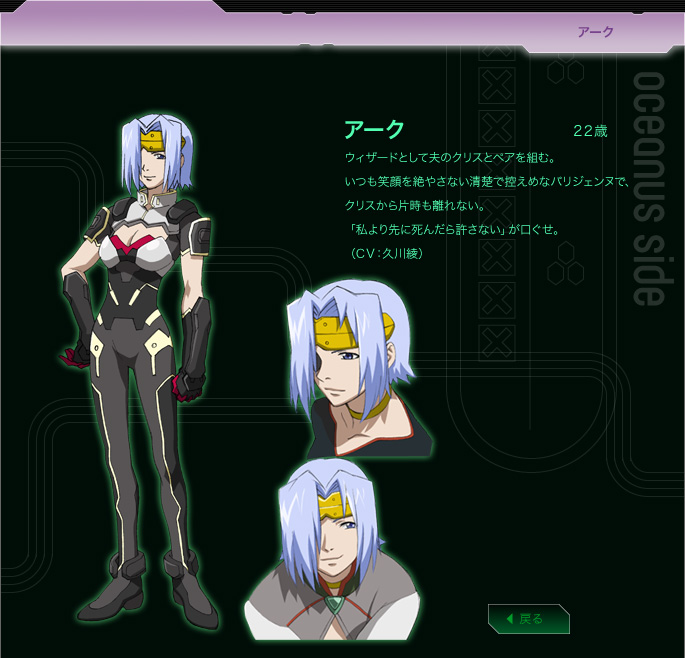 アーク
アーク 22歳
ウィザードとして夫のクリスとペアを組む。
いつも笑顔を絶やさない清楚で控えめなパリジェンヌで、
クリスから片時も離れない。
「私より先に死んだら許さない」が口ぐせ。
（CV：久川綾）
oceanus side
戻る